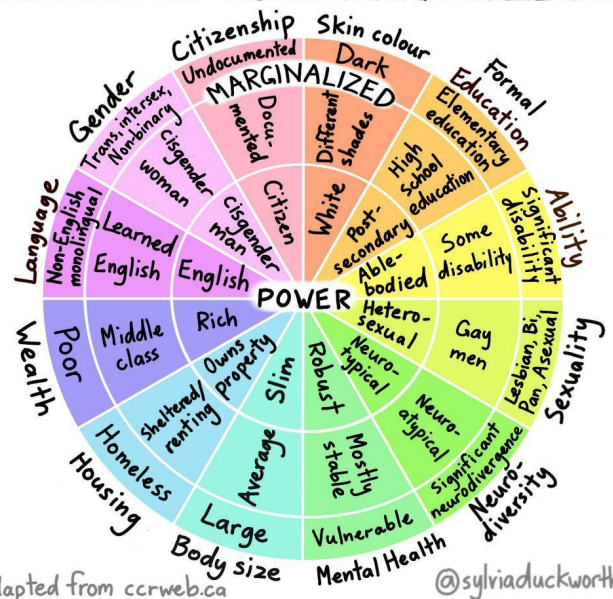 Citizenship
Undocumented
Docu-
mented
Citizen
Skin colour
Dark
Different
shades
White
Formal
Education
Elementary
education
High
school
education
Post-
secondary
Ability
Significant
disability
Some
disability
Able-
bodied
Sexuality
Lesbian, Bi,
Pan, Asexual
Gay
men
Hetero-
sexual
Neuro-
diversity
Significant
neurodivergence
Neuro-
atypical
Neuro-
typical
Mental Health
Vulnerable
Mostly
stable
Robust
Body size
Large
Average
Slim
Housing
Homeless
Sheltered/
renting
Owns
property
Wealth
Poor
Middle
class
Rich
Language
Non-English
monolingual
Learned
English
English
Gender
Trans, intersex,
Non-binary
cisgender
woman
cisgender
man
MARGINALIZED
POWER
dapted from ccrweb.ca
@sylviaduckworth